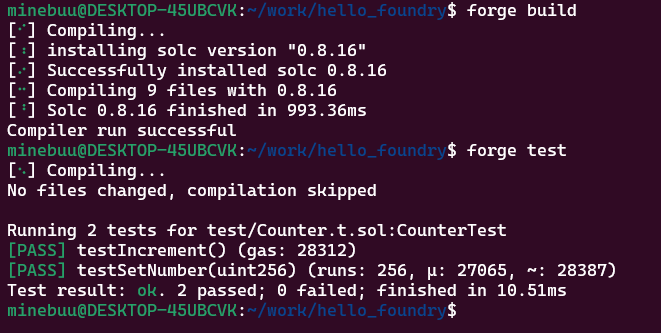 minebuu@DESKTOP-45UBCVK:~/work/hello_foundry$ forge build
[⠊] Compiling...
[⠆] installing solc version "0.8.16"
[⠔] Successfully installed solc 0.8.16
[⠒] Compiling 9 files with 0.8.16
[⠃] Solc 0.8.16 finished in 993.36ms
Compiler run successful
minebuu@DESKTOP-45UBCVK:~/work/hello_foundry$ forge test
[⠢] Compiling...
No files changed, compilation skipped
Running 2 tests for test/Counter.t.sol:CounterTest
[PASS] testIncrement() (gas: 28312)
[PASS] testSetNumber(uint256) (runs: 256, μ: 27065, ~: 28387)
Test result: ok. 2 passed; 0 failed; finished in 10.51ms
minebuu@DESKTOP-45UBCVK:~/work/hello_foundry$